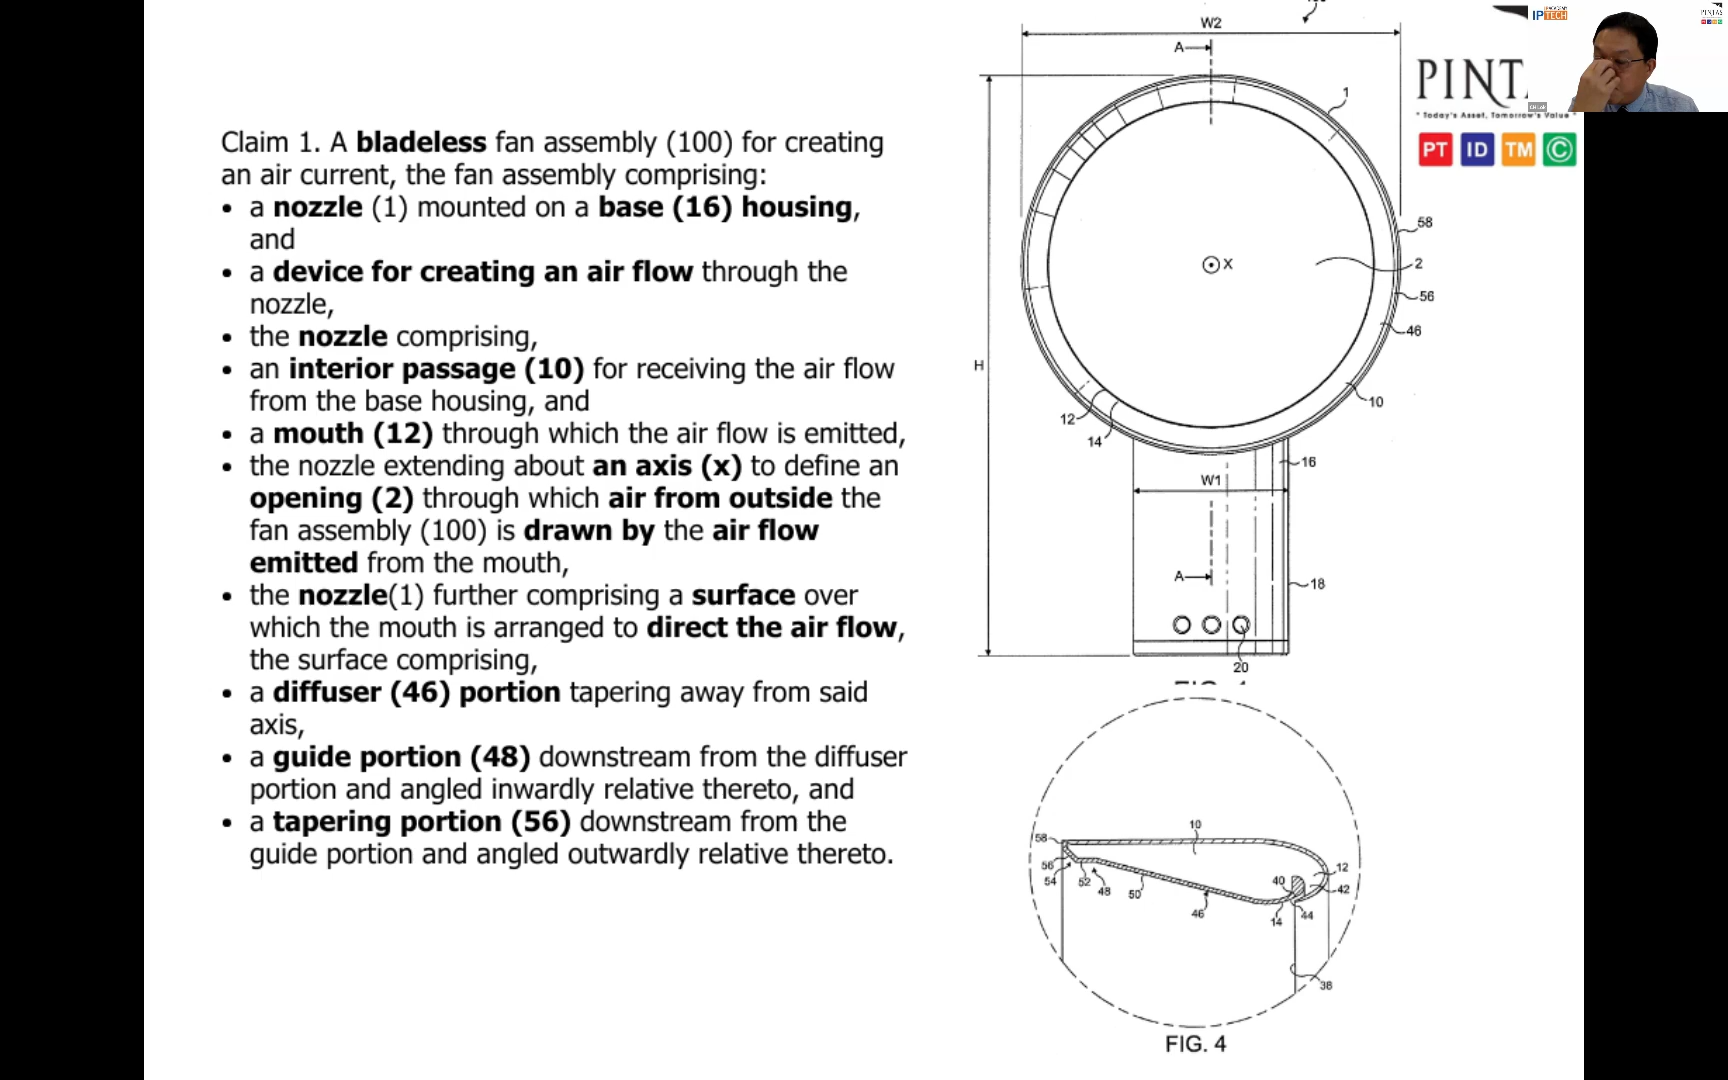 Claim 1. A bladeless fan assembly (100) for creating
an air current, the fan assembly comprising:
• a nozzle (1) mounted on a base (16) housing,
and
• a device for creating an air flow through the
nozzle,
• the nozzle comprising,
• an interior passage (10) for receiving the air flow
from the base housing, and
• a mouth (12) through which the air flow is emitted,
• the nozzle extending about an axis (x) to define an
opening (2) through which air from outside the
fan assembly (100) is drawn by the air flow
emitted from the mouth,
• the nozzle(1) further comprising a surface over
which the mouth is arranged to direct the air flow,
the surface comprising,
• a diffuser (46) portion tapering away from said
axis,
• a guide portion (48) downstream from the diffuser
portion and angled inwardly relative thereto, and
• a tapering portion (56) downstream from the
guide portion and angled outwardly relative thereto.
W2
A
1
58
X
2
56
46
H
10
12
14
16
W1
A
18
20
10
58
56
54
52
48
50
46
40
12
42
14
44
38
FIG. 4
"Today's Asset, Tomorrow's Value"
PT ID TM ©
IP TECH